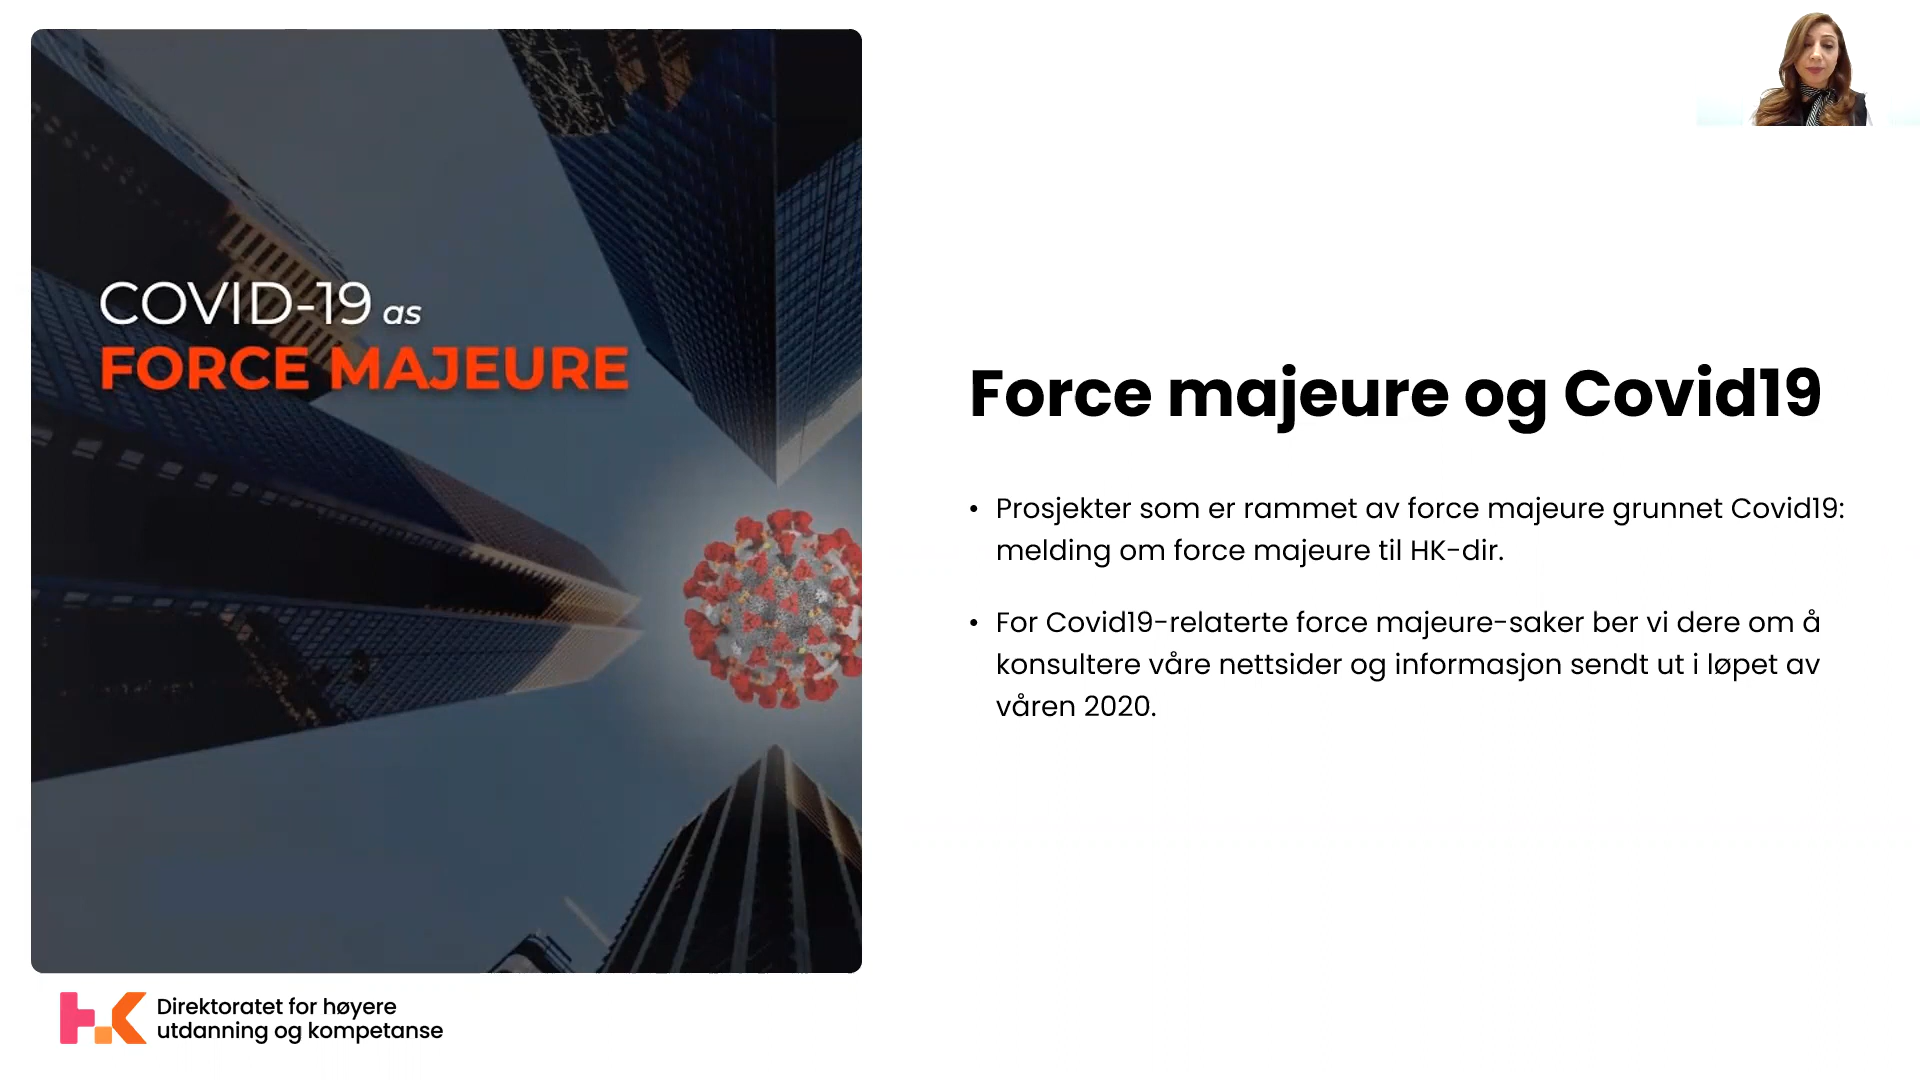 COVID-19 as
FORCE MAJEURE
Force majeure og Covid19
• Prosjekter som er rammet av force majeure grunnet Covid19:
melding om force majeure til HK-dir.
• For Covid19-relaterte force majeure-saker ber vi dere om å
konsultere våre nettsider og informasjon sendt ut i løpet av
våren 2020.
HK
Direktoratet for høyere
utdanning og kompetanse